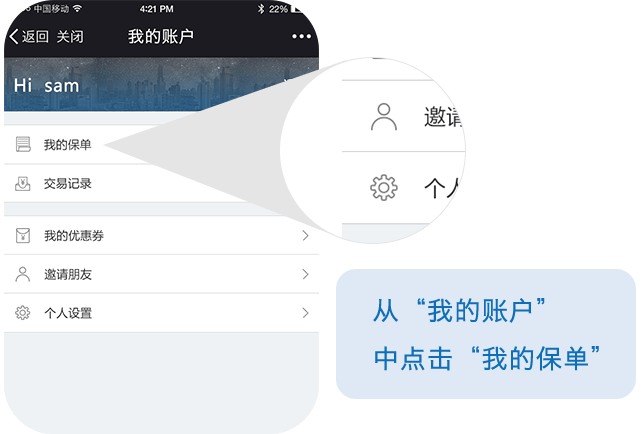 中国移动 4:21 PM 22%
返回 关闭 我的账户
Hi sam
我的保单
交易记录
我的优惠券
邀请朋友
个人设置
邀请
个人
从“我的账户”
中点击“我的保单”